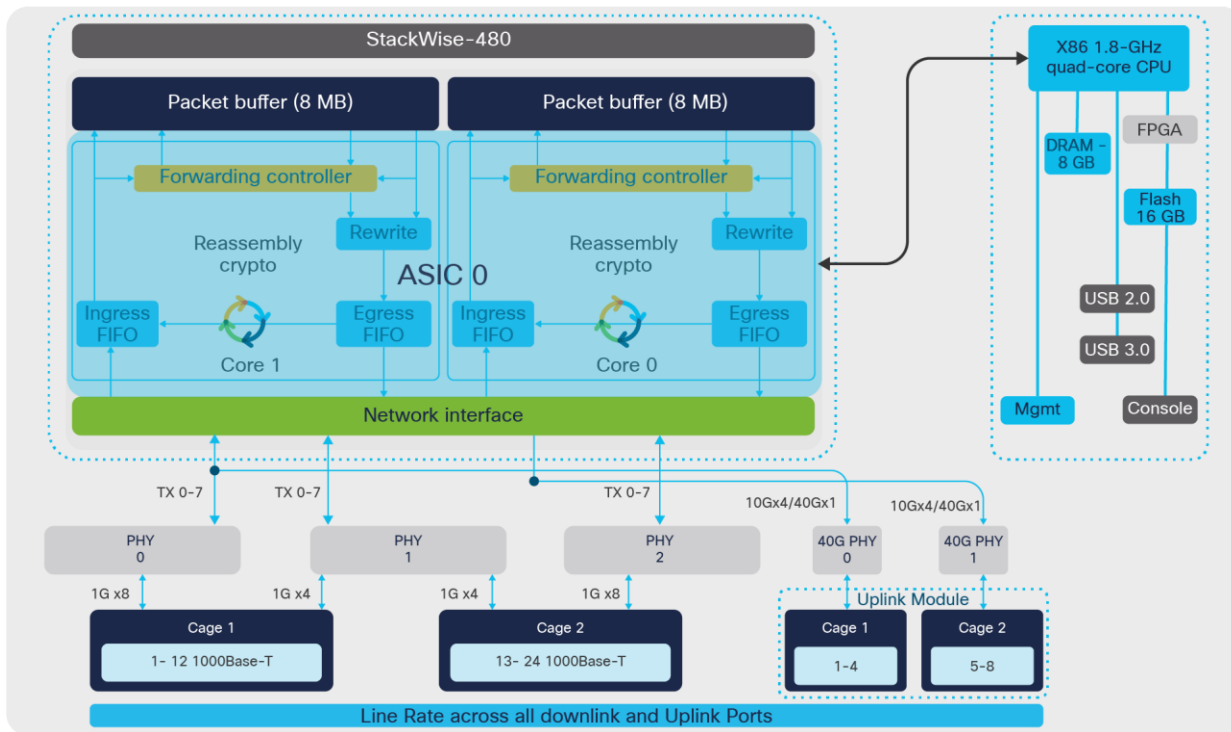 StackWise-480
Packet buffer (8 MB)
Packet buffer (8 MB)
Forwarding controller
Forwarding controller
Rewrite
Rewrite
Reassembly
crypto
Reassembly
crypto
ASIC 0
Ingress
FIFO
Egress
FIFO
Ingress
FIFO
Egress
FIFO
Core 1
Core 0
Network interface
X86 1.8-GHz
quad-core CPU
FPGA
DRAM -
8 GB
Flash
16 GB
USB 2.0
USB 3.0
Mgmt
Console
TX 0-7
TX 0-7
TX 0-7
10Gx4/40Gx1
10Gx4/40Gx1
PHY
0
PHY
1
PHY
2
40G PHY
0
40G PHY
1
1G x8
1G x4
1G x4
1G x8
Uplink Module
Cage 1
1- 12 1000Base-T
Cage 2
13- 24 1000Base-T
Cage 1
1-4
Cage 2
5-8
Line Rate across all downlink and Uplink Ports